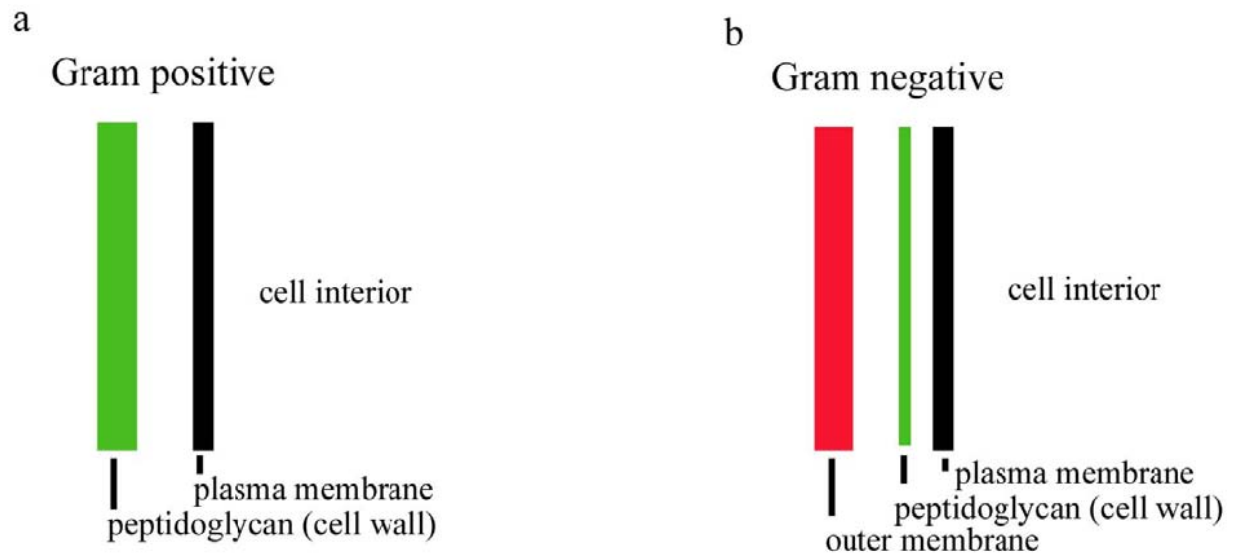 a
Gram positive
cell interior
plasma membrane
peptidoglycan (cell wall)
b
Gram negative
cell interior
plasma membrane
peptidoglycan (cell wall)
outer membrane